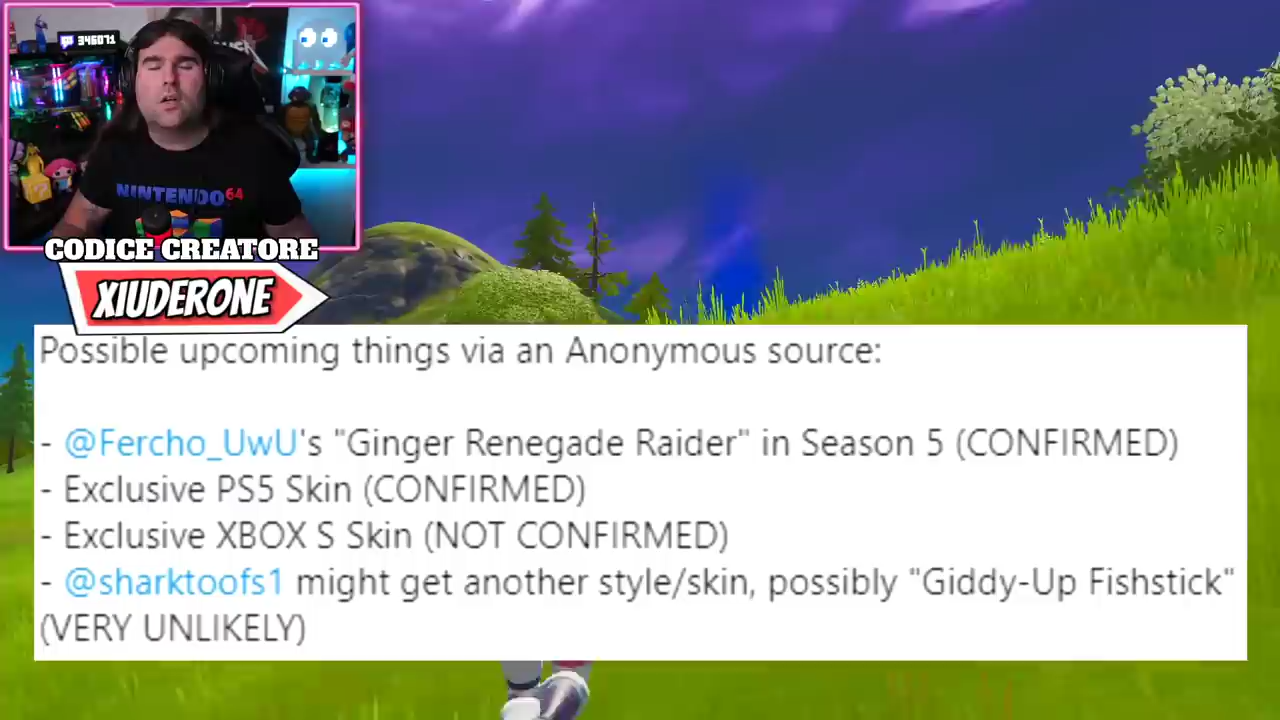 346071
NINTENDO64
CODICE CREATORE
XIUDERONE
Possible upcoming things via an Anonymous source:
- @Fercho_UwU's "Ginger Renegade Raider" in Season 5 (CONFIRMED)
- Exclusive PS5 Skin (CONFIRMED)
- Exclusive XBOX S Skin (NOT CONFIRMED)
- @sharktoofs1 might get another style/skin, possibly "Giddy-Up Fishstick"
(VERY UNLIKELY)